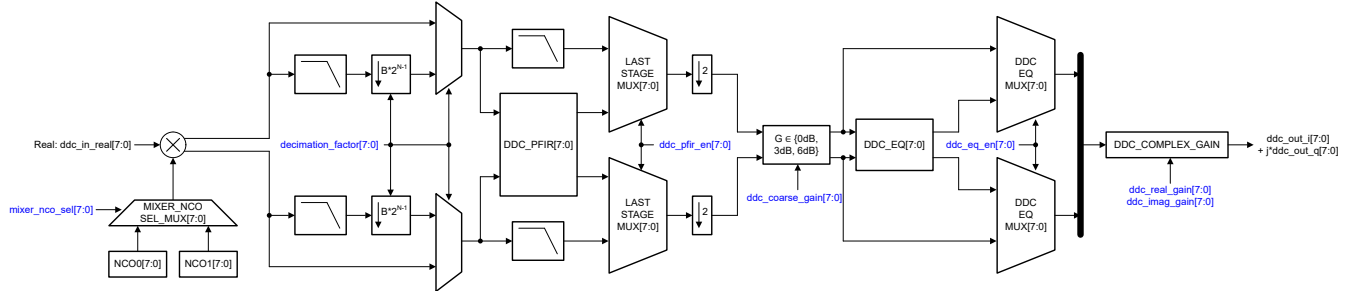 Real: ddc_in_real[7:0]
mixer_nco_sel[7:0]
MIXER_NCO
SEL_MUX[7:0]
NCO0[7:0]
NCO1[7:0]
B*2N-1
decimation_factor[7:0]
B*2N-1
DDC_PFIR[7:0]
LAST
STAGE
MUX[7:0]
2
ddc_pfir_en[7:0]
LAST
STAGE
MUX[7:0]
2
G ∈ {0dB,
3dB, 6dB}
ddc_coarse_gain[7:0]
DDC_EQ[7:0]
DDC
EQ
MUX[7:0]
ddc_eq_en[7:0]
DDC
EQ
MUX[7:0]
DDC_COMPLEX_GAIN
ddc_real_gain[7:0]
ddc_imag_gain[7:0]
ddc_out_i[7:0]
+ j*ddc_out_q[7:0]